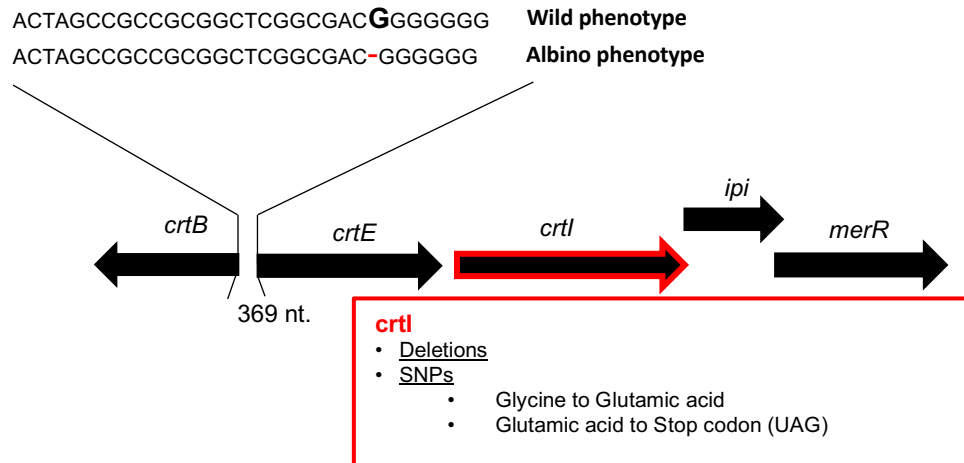 ACTAGCCGCCGCGGCTCGGCGACGGGGGGG Wild phenotype
ACTAGCCGCCGCGGCTCGGCGAC-GGGGGG Albino phenotype
ipi
crtB crtE crtI merR
369 nt.
crtI
• Deletions
• SNPs
• Glycine to Glutamic acid
• Glutamic acid to Stop codon (UAG)